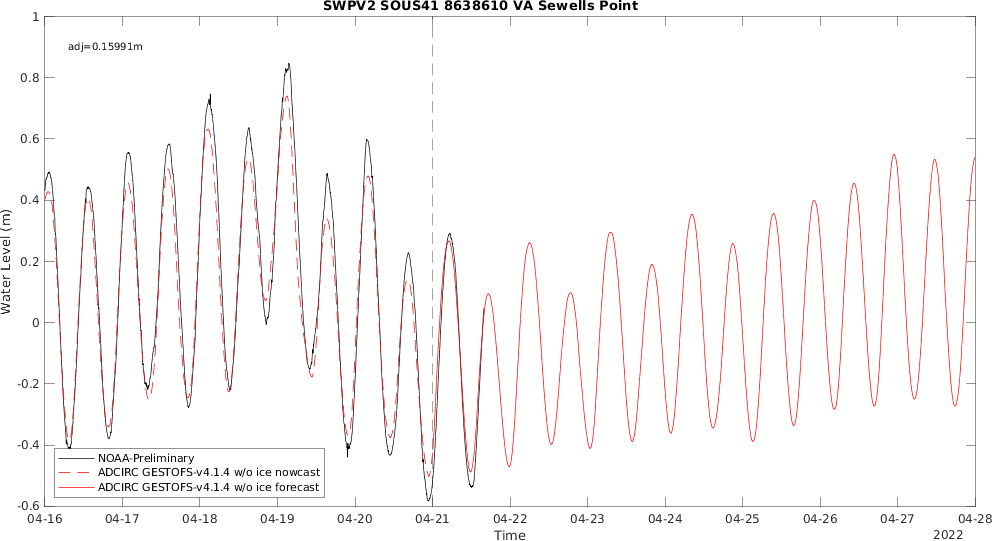 SWPV2 SOUS41 8638610 VA Sewells Point
adj=0.15991m
1
0.8
0.6
0.4
0.2
0
-0.2
-0.4
-0.6
Water Level (m)
NOAA-Preliminary
ADCIRC GESTOFS-v4.1.4 w/o ice nowcast
ADCIRC GESTOFS-v4.1.4 w/o ice forecast
04-16 04-17 04-18 04-19 04-20 04-21 04-22 04-23 04-24 04-25 04-26 04-27 04-28
Time
2022